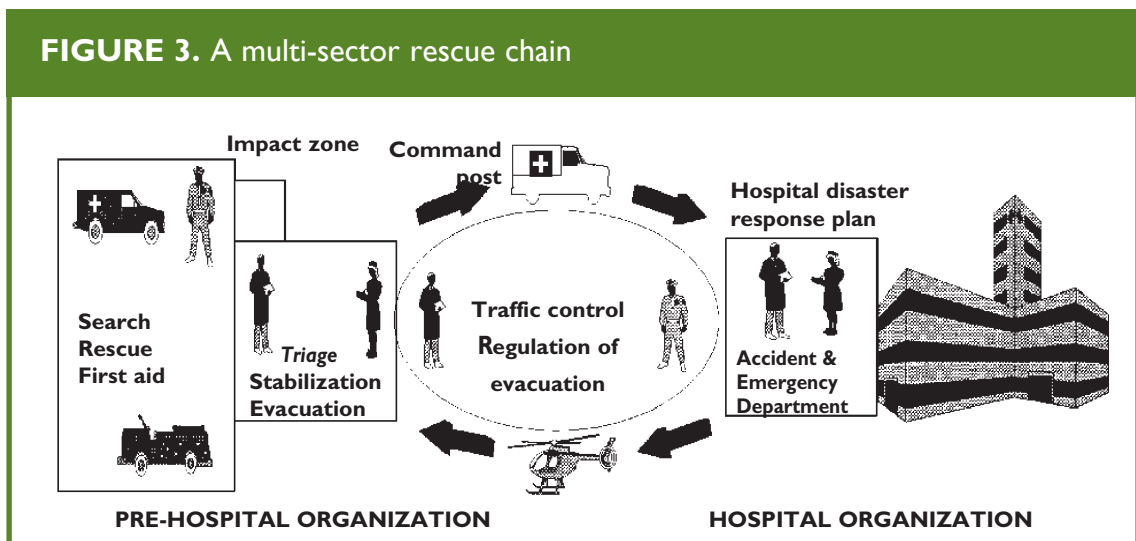 FIGURE 3. A multi-sector rescue chain
Impact zone
Command
post
Hospital disaster
response plan
Search
Rescue
First aid
Triage
Stabilization
Evacuation
Traffic control
Regulation of
evacuation
Accident &
Emergency
Department
PRE-HOSPITAL ORGANIZATION
HOSPITAL ORGANIZATION